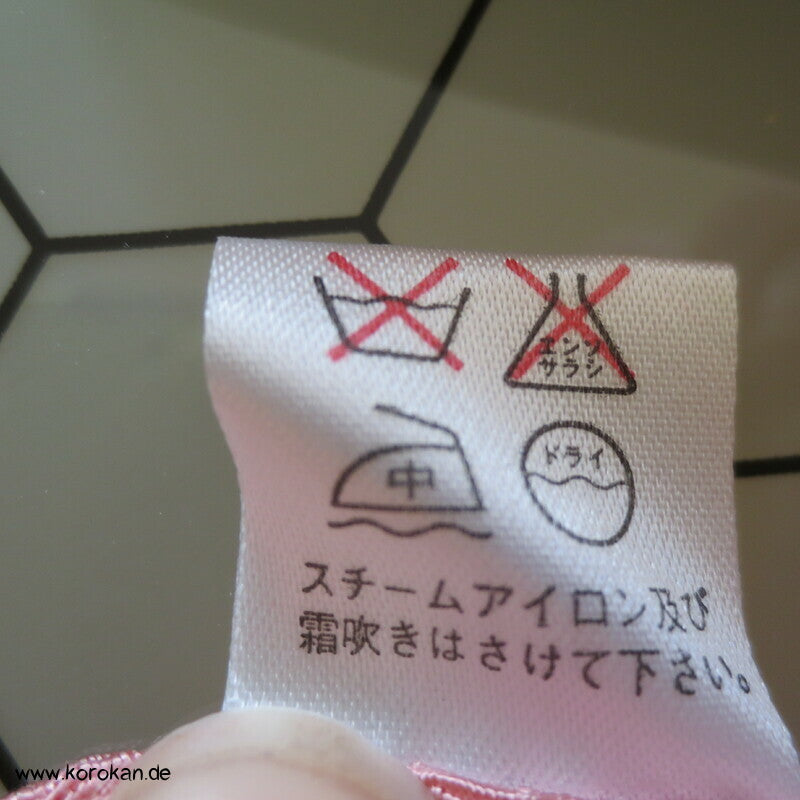 エンソ
サラシ
中
ドライ
スチームアイロン及び
霜吹きはさけて下さい。
www.korokan.de